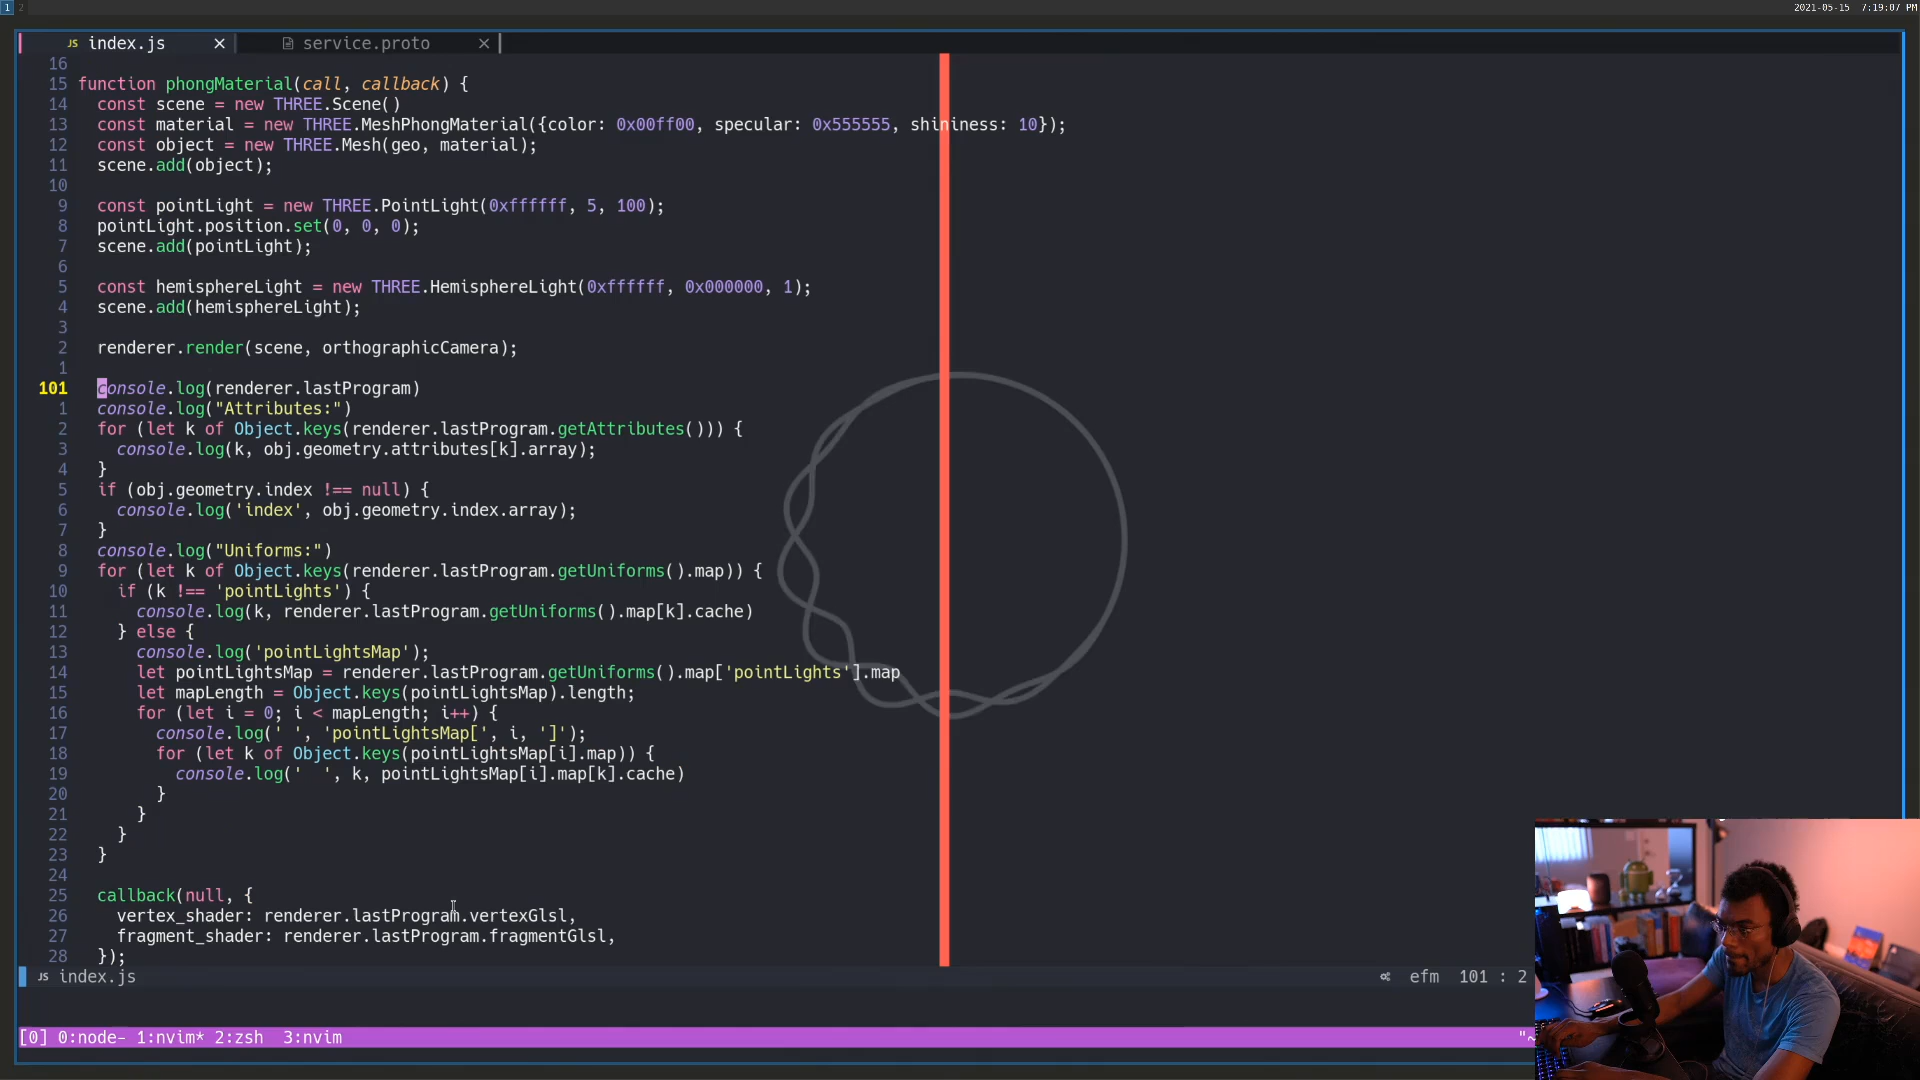 1 2 2021-05-15 7:19:07 PM
JS index.js × service.proto ×
16
15 function phongMaterial(call, callback) {
14 const scene = new THREE.Scene()
13 const material = new THREE.MeshPhongMaterial({color: 0x00ff00, specular: 0x555555, shininess: 10});
12 const object = new THREE.Mesh(geo, material);
11 scene.add(object);
10
9 const pointLight = new THREE.PointLight(0xffffff, 5, 100);
8 pointLight.position.set(0, 0, 0);
7 scene.add(pointLight);
6
5 const hemisphereLight = new THREE.HemisphereLight(0xffffff, 0x000000, 1);
4 scene.add(hemisphereLight);
3
2 renderer.render(scene, orthographicCamera);
1
101 console.log(renderer.lastProgram)
1 console.log("Attributes:")
2 for (let k of Object.keys(renderer.lastProgram.getAttributes())) {
3 console.log(k, obj.geometry.attributes[k].array);
4 }
5 if (obj.geometry.index !== null) {
6 console.log('index', obj.geometry.index.array);
7 }
8 console.log("Uniforms:")
9 for (let k of Object.keys(renderer.lastProgram.getUniforms().map)) {
10 if (k !== 'pointLights') {
11 console.log(k, renderer.lastProgram.getUniforms().map[k].cache)
12 } else {
13 console.log('pointLightsMap');
14 let pointLightsMap = renderer.lastProgram.getUniforms().map['pointLights'].map
15 let mapLength = Object.keys(pointLightsMap).length;
16 for (let i = 0; i < mapLength; i++) {
17 console.log(' ', 'pointLightsMap[', i, ']');
18 for (let k of Object.keys(pointLightsMap[i].map)) {
19 console.log('  ', k, pointLightsMap[i].map[k].cache)
20 }
21 }
22 }
23 }
24
25 callback(null, {
26 vertex_shader: renderer.lastProgram.vertexGlsl,
27 fragment_shader: renderer.lastProgram.fragmentGlsl,
28 });
JS index.js efm 101 : 2
[0] 0:node- 1:nvim* 2:zsh 3:nvim "~